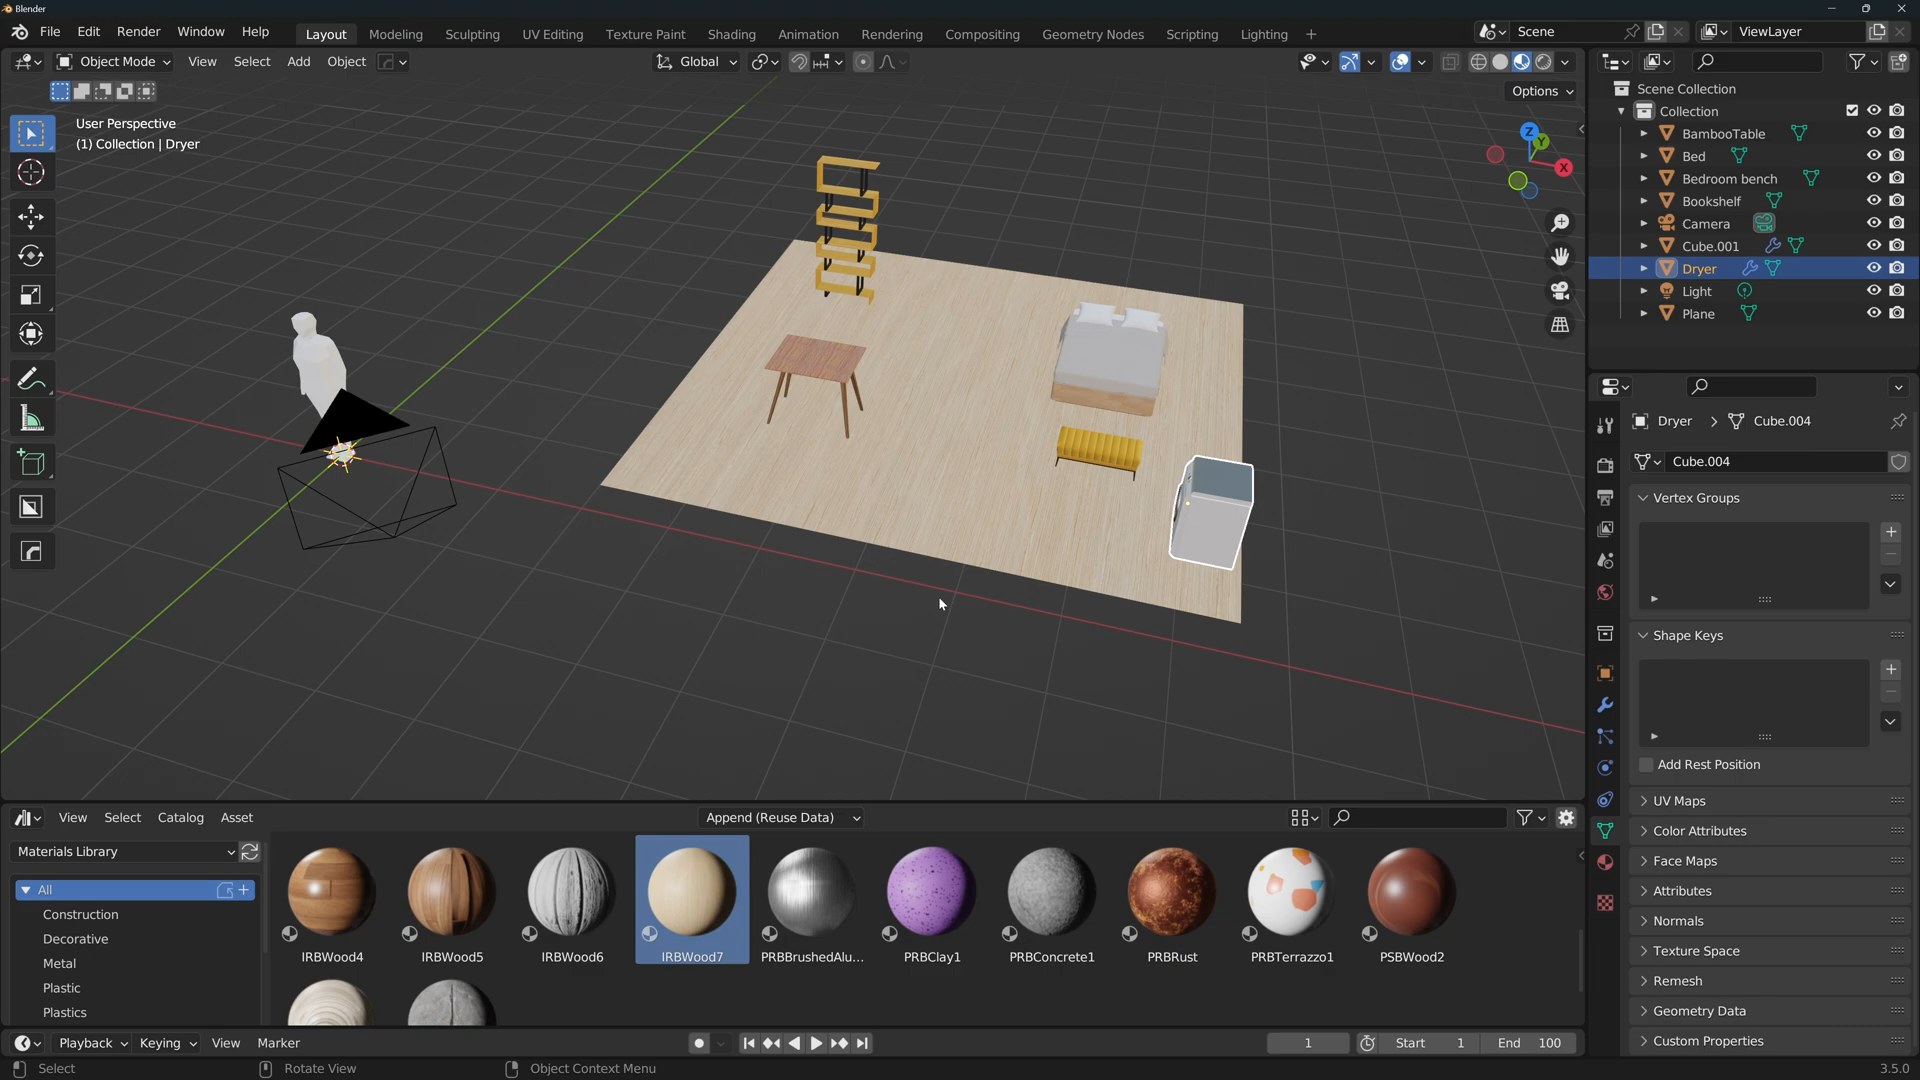 Blender
File Edit Render Window Help Layout Modeling Sculpting UV Editing Texture Paint Shading Animation Rendering Compositing Geometry Nodes Scripting Lighting + Scene ViewLayer
Object Mode View Select Add Object Global
Options
User Perspective
(1) Collection | Dryer
Z
Y
X
Scene Collection
Collection
BambooTable
Bed
Bedroom bench
Bookshelf
Camera
Cube.001
Dryer
Light
Plane
Dryer > Cube.004
Cube.004
Vertex Groups
Shape Keys
Add Rest Position
UV Maps
Color Attributes
Face Maps
Attributes
Normals
Texture Space
Remesh
Geometry Data
Custom Properties
View Select Catalog Asset Append (Reuse Data)
Materials Library
All
Construction
Decorative
Metal
Plastic
Plastics
IRBWood4 IRBWood5 IRBWood6 IRBWood7 PRBBrushedAlu... PRBClay1 PRBConcrete1 PRBRust PRBTerrazzo1 PSBWood2
Playback Keying View Marker 1 Start 1 End 100
Select Rotate View Object Context Menu 3.5.0